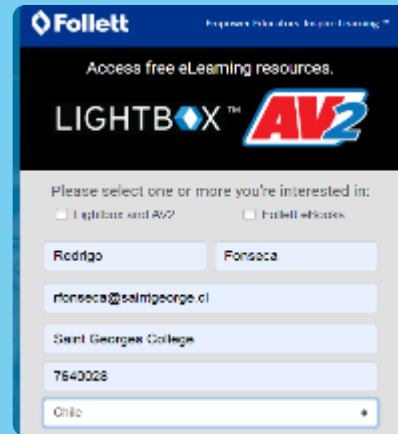 Follett Empower Educators. Inspire Learning.™
Access free eLearning resources.
LIGHTBOX™ AV2
Please select one or more you're interested in:
Lightbox and AV2 Follett eBooks
Rodrigo Fonseca
rfonseca@saintgeorge.cl
Saint Georges College
7640028
Chile